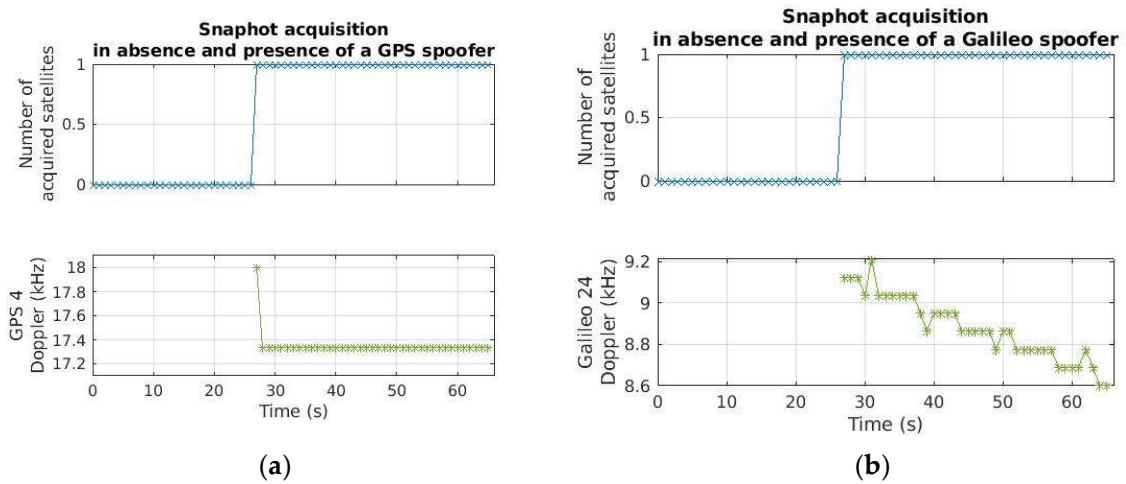 Snaphot acquisition
in absence and presence of a GPS spoofer
Number of
acquired satellites
1
0.5
0
GPS 4
Doppler (kHz)
18
17.8
17.6
17.4
17.2
0 10 20 30 40 50 60
Time (s)
(a)
Snaphot acquisition
in absence and presence of a Galileo spoofer
Number of
acquired satellites
1
0.5
0
Galileo 24
Doppler (kHz)
9.2
9
8.8
8.6
0 10 20 30 40 50 60
Time (s)
(b)